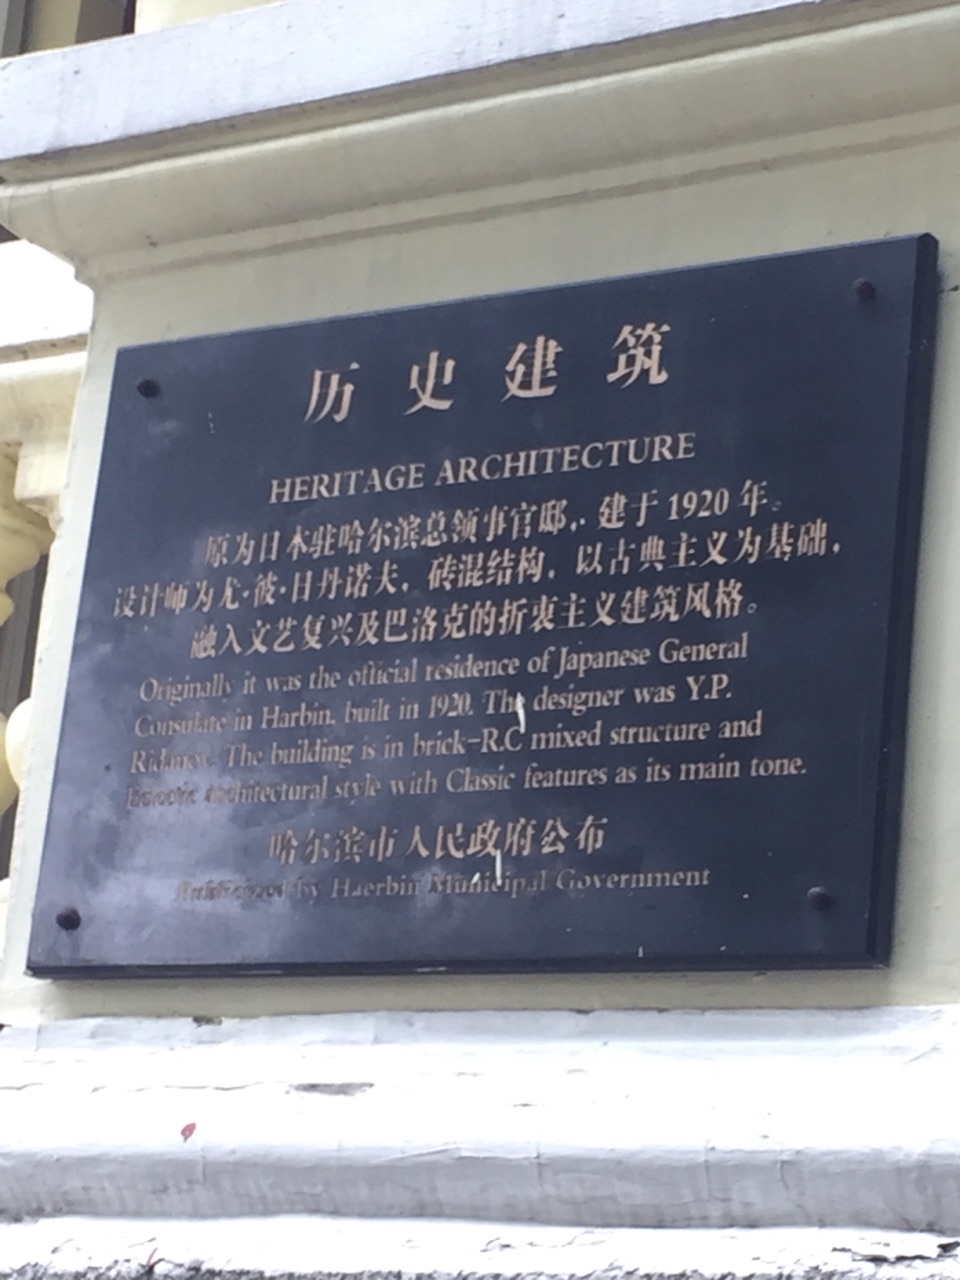 历史建筑
HERITAGE ARCHITECTURE
原为日本驻哈尔滨总领事官邸，建于1920年。
设计师为尤·彼·日丹诺夫，砖混结构，以古典主义为基础，
融入文艺复兴及巴洛克的折衷主义建筑风格。
Originally it was the official residence of Japanese General
Consulate in Harbin, built in 1920. The designer was Y.P.
The building is in brick-R.C mixed structure and
Eclectic architectural style with Classic features as its main tone.
哈尔滨市人民政府公布
by Haerbin Municipal Government